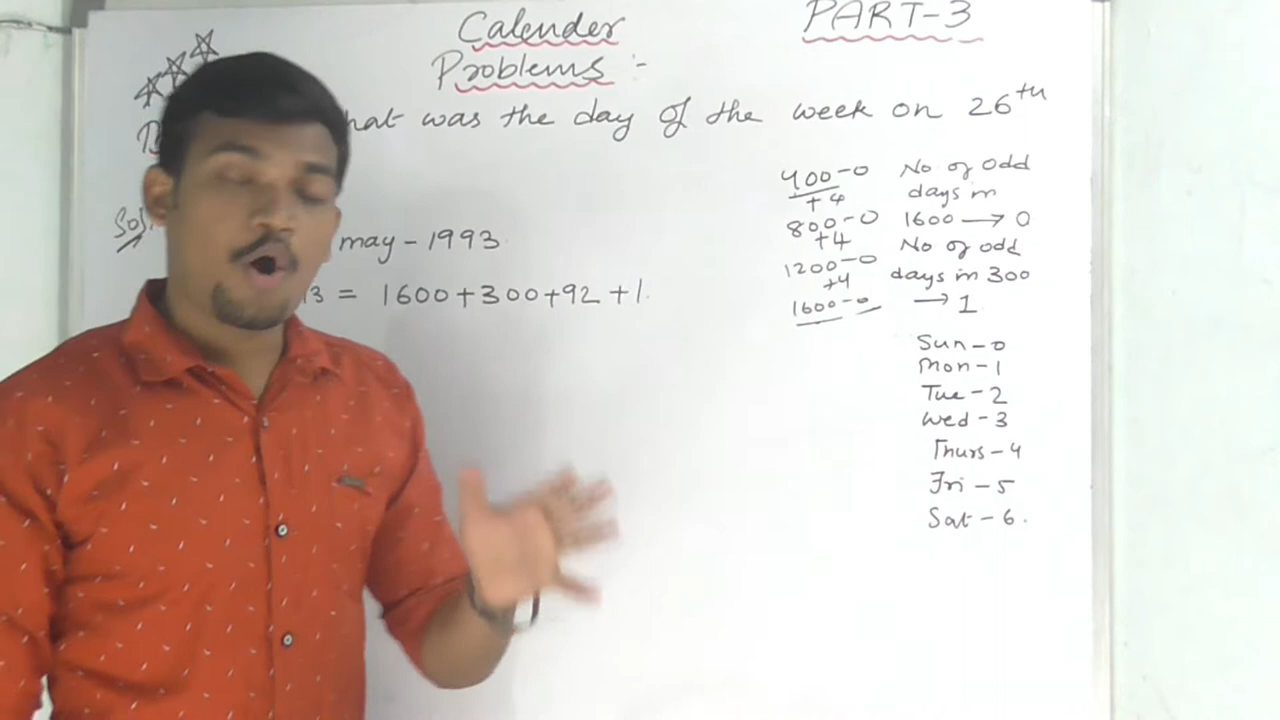 Calender
PART-3
Problems :-
hat was the day of the week on 26th
Sol
may - 1993
13 = 1600+300+92+1
400-0
+4
800-0
+4
1200-0
+4
1600-0
No of odd
days in
1600 → 0
No of odd
days in 300
→ 1
Sun-0
Mon-1
Tue-2
Wed-3
Thurs-4
Fri-5
Sat-6.